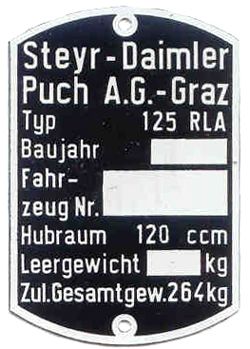 Steyr-Daimler
Puch A.G.-Graz
Typ 125 RLA
Baujahr
Fahr-
zeug Nr.
Hubraum 120 ccm
Leergewicht kg
Zul.Gesamtgew.264kg